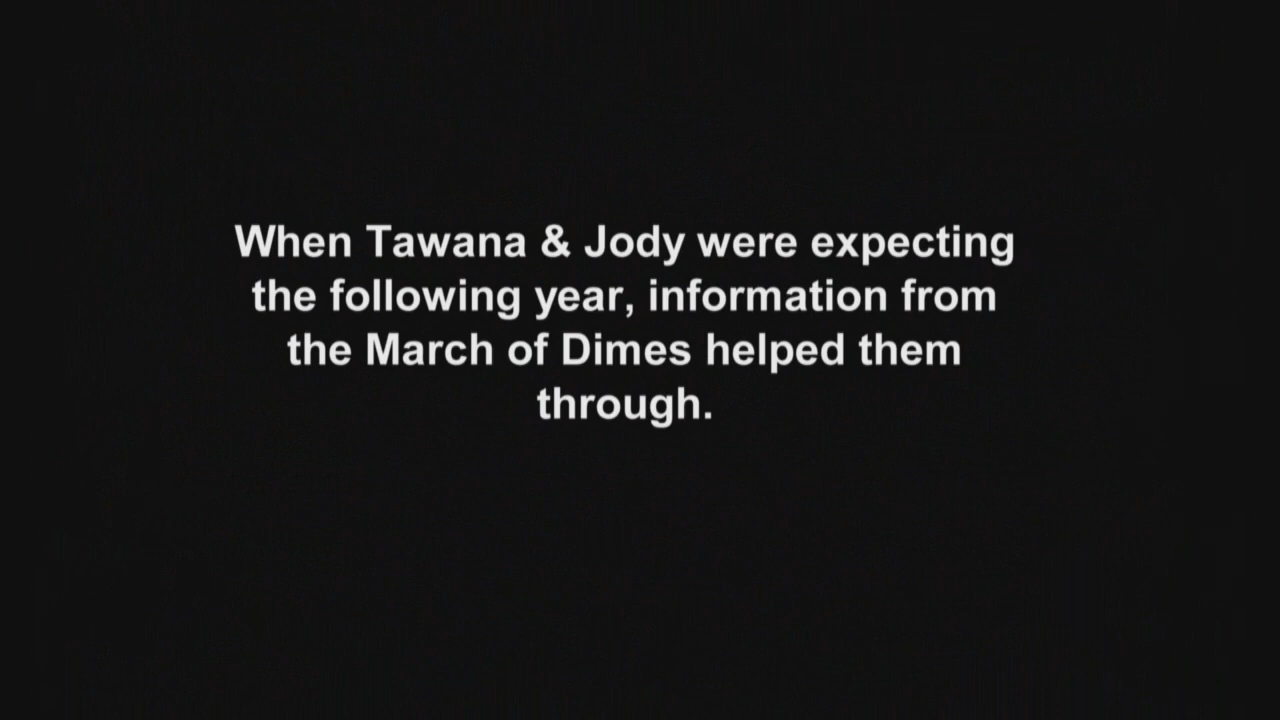 When Tawana & Jody were expecting
the following year, information from
the March of Dimes helped them
through.